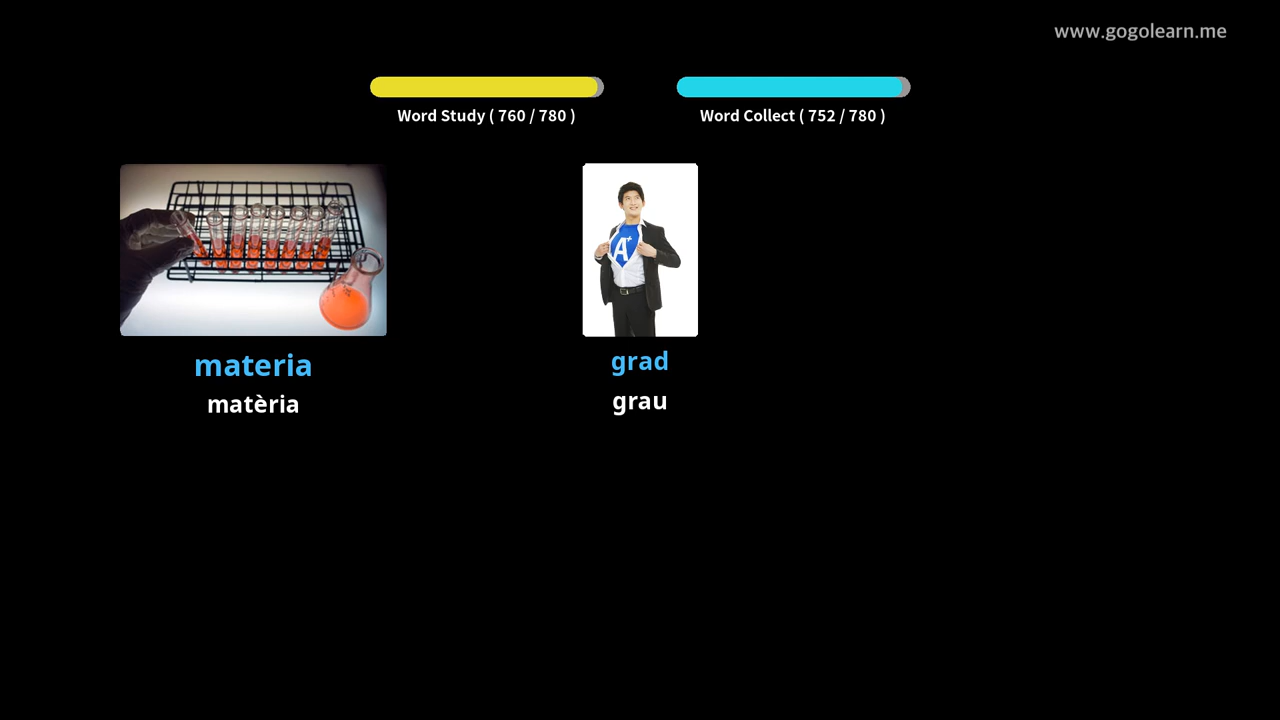 www.gogolearn.me
Word Study ( 760 / 780 )
Word Collect ( 752 / 780 )
A+
materia
matèria
grad
grau